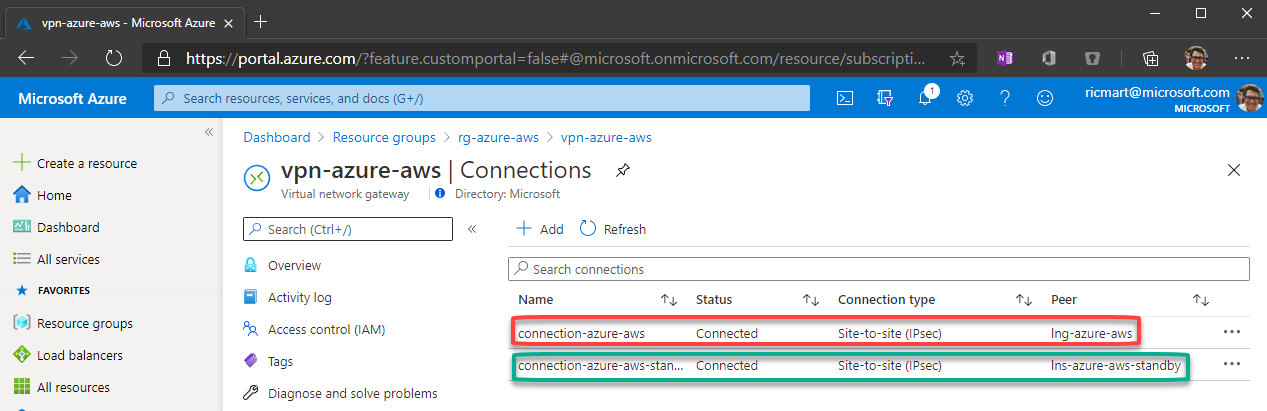 vpn-azure-aws - Microsoft Azure
https://portal.azure.com/?feature.customportal=false#@microsoft.onmicrosoft.com/resource/subscripti...
Microsoft Azure
Search resources, services, and docs (G+/)
1
ricmart@microsoft.com
MICROSOFT
Dashboard > Resource groups > rg-azure-aws > vpn-azure-aws
vpn-azure-aws | Connections
Virtual network gateway
Directory: Microsoft
Create a resource
Home
Dashboard
All services
FAVORITES
Resource groups
Load balancers
All resources
Search (Ctrl+/)
Overview
Activity log
Access control (IAM)
Tags
Diagnose and solve problems
Add Refresh
Search connections
Name Status Connection type Peer
connection-azure-aws Connected Site-to-site (IPsec) lng-azure-aws
connection-azure-aws-stan... Connected Site-to-site (IPsec) lns-azure-aws-standby